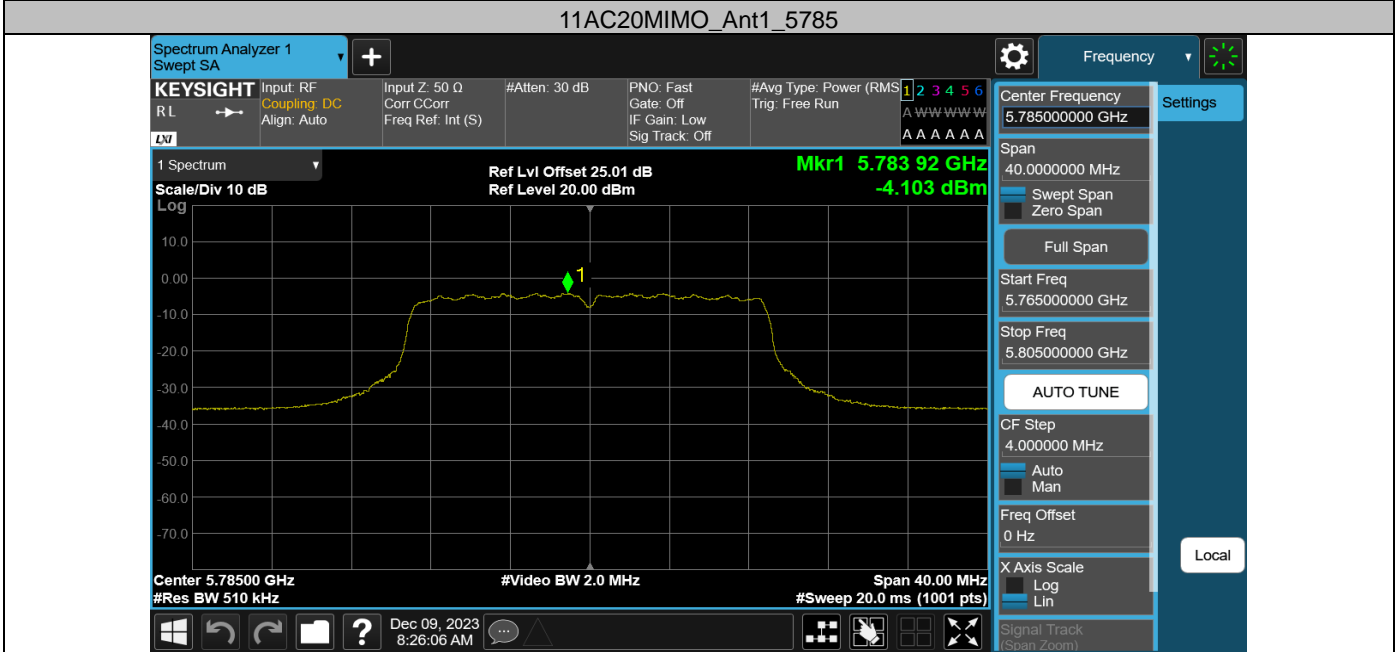 11AC20MIMO_Ant1_5785
Spectrum Analyzer 1
Swept SA
+
Frequency
KEYSIGHT
R L
LXI
Input: RF
Coupling: DC
Align: Auto
Input Z: 50 Ω
Corr CCorr
Freq Ref: Int (S)
#Atten: 30 dB
PNO: Fast
Gate: Off
IF Gain: Low
Sig Track: Off
#Avg Type: Power (RMS
Trig: Free Run
1 2 3 4 5 6
A W W W W W
A A A A A A
1 Spectrum
Scale/Div 10 dB
Log
Ref Lvl Offset 25.01 dB
Ref Level 20.00 dBm
Mkr1 5.783 92 GHz
-4.103 dBm
10.0
0.00
-10.0
-20.0
-30.0
-40.0
-50.0
-60.0
-70.0
1
Center 5.78500 GHz
#Res BW 510 kHz
#Video BW 2.0 MHz
Span 40.00 MHz
#Sweep 20.0 ms (1001 pts)
Center Frequency
5.785000000 GHz
Settings
Span
40.0000000 MHz
Swept Span
Zero Span
Full Span
Start Freq
5.765000000 GHz
Stop Freq
5.805000000 GHz
AUTO TUNE
CF Step
4.000000 MHz
Auto
Man
Freq Offset
0 Hz
X Axis Scale
Log
Lin
Signal Track
(Span Zoom)
Local
?
Dec 09, 2023
8:26:06 AM